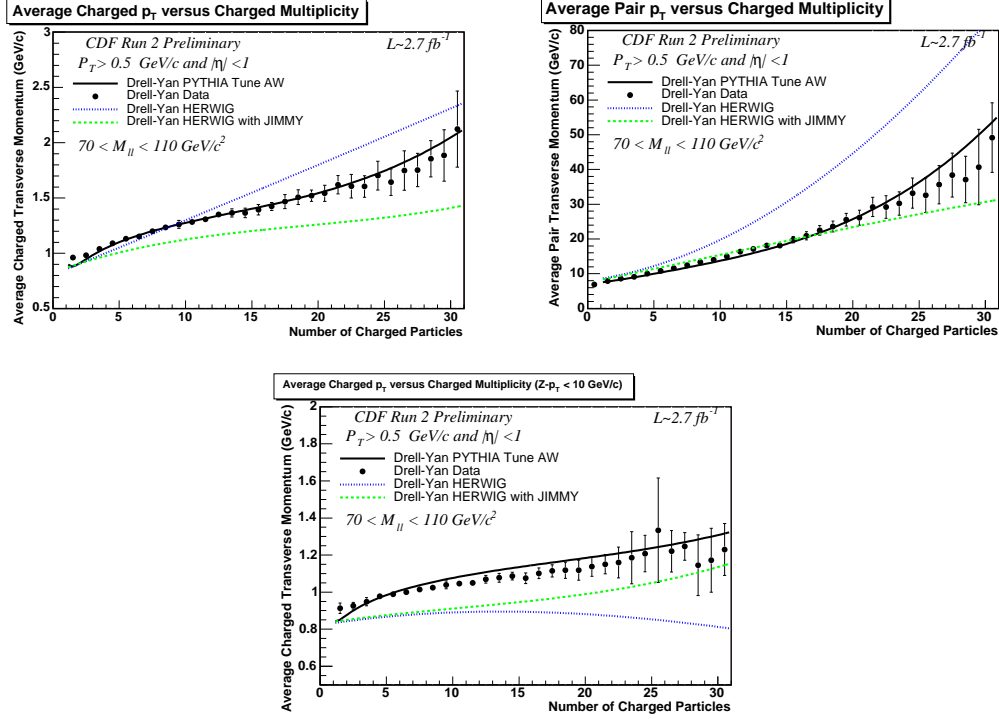 Average Charged p_T versus Charged Multiplicity
Average Charged Transverse Momentum (GeV/c)
3
2.5
2
1.5
1
0.5
CDF Run 2 Preliminary
L~2.7 fb^-1
P_T > 0.5 GeV/c and |η| <1
Drell-Yan PYTHIA Tune AW
Drell-Yan Data
Drell-Yan HERWIG
Drell-Yan HERWIG with JIMMY
70 < M_ll < 110 GeV/c^2
0 5 10 15 20 25 30
Number of Charged Particles
Average Pair p_T versus Charged Multiplicity
Average Pair Transverse Momentum (GeV/c)
80
70
60
50
40
30
20
10
0
CDF Run 2 Preliminary
L~2.7 fb^-1
P_T > 0.5 GeV/c and |η| <1
Drell-Yan PYTHIA Tune AW
Drell-Yan Data
Drell-Yan HERWIG
Drell-Yan HERWIG with JIMMY
70 < M_ll < 110 GeV/c^2
0 5 10 15 20 25 30
Number of Charged Particles
Average Charged p_T versus Charged Multiplicity (Z-p_T < 10 GeV/c)
Average Charged Transverse Momentum (GeV/c)
2
1.8
1.6
1.4
1.2
1
0.8
0.6
CDF Run 2 Preliminary
L~2.7 fb^-1
P_T > 0.5 GeV/c and |η| <1
Drell-Yan PYTHIA Tune AW
Drell-Yan Data
Drell-Yan HERWIG
Drell-Yan HERWIG with JIMMY
70 < M_ll < 110 GeV/c^2
0 5 10 15 20 25 30
Number of Charged Particles